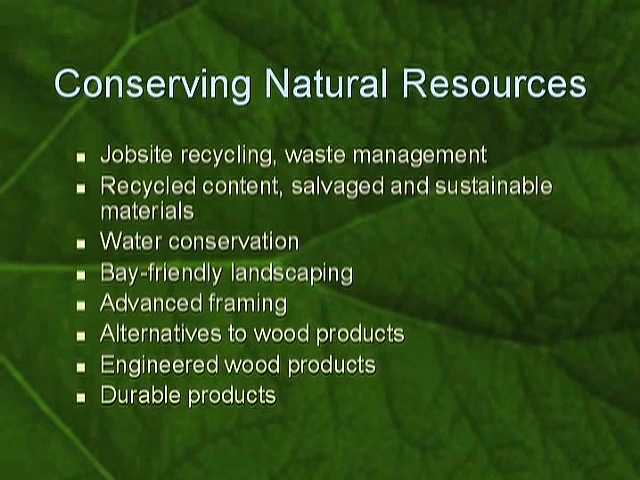 Conserving Natural Resources
Jobsite recycling, waste management
Recycled content, salvaged and sustainable
materials
Water conservation
Bay-friendly landscaping
Advanced framing
Alternatives to wood products
Engineered wood products
Durable products